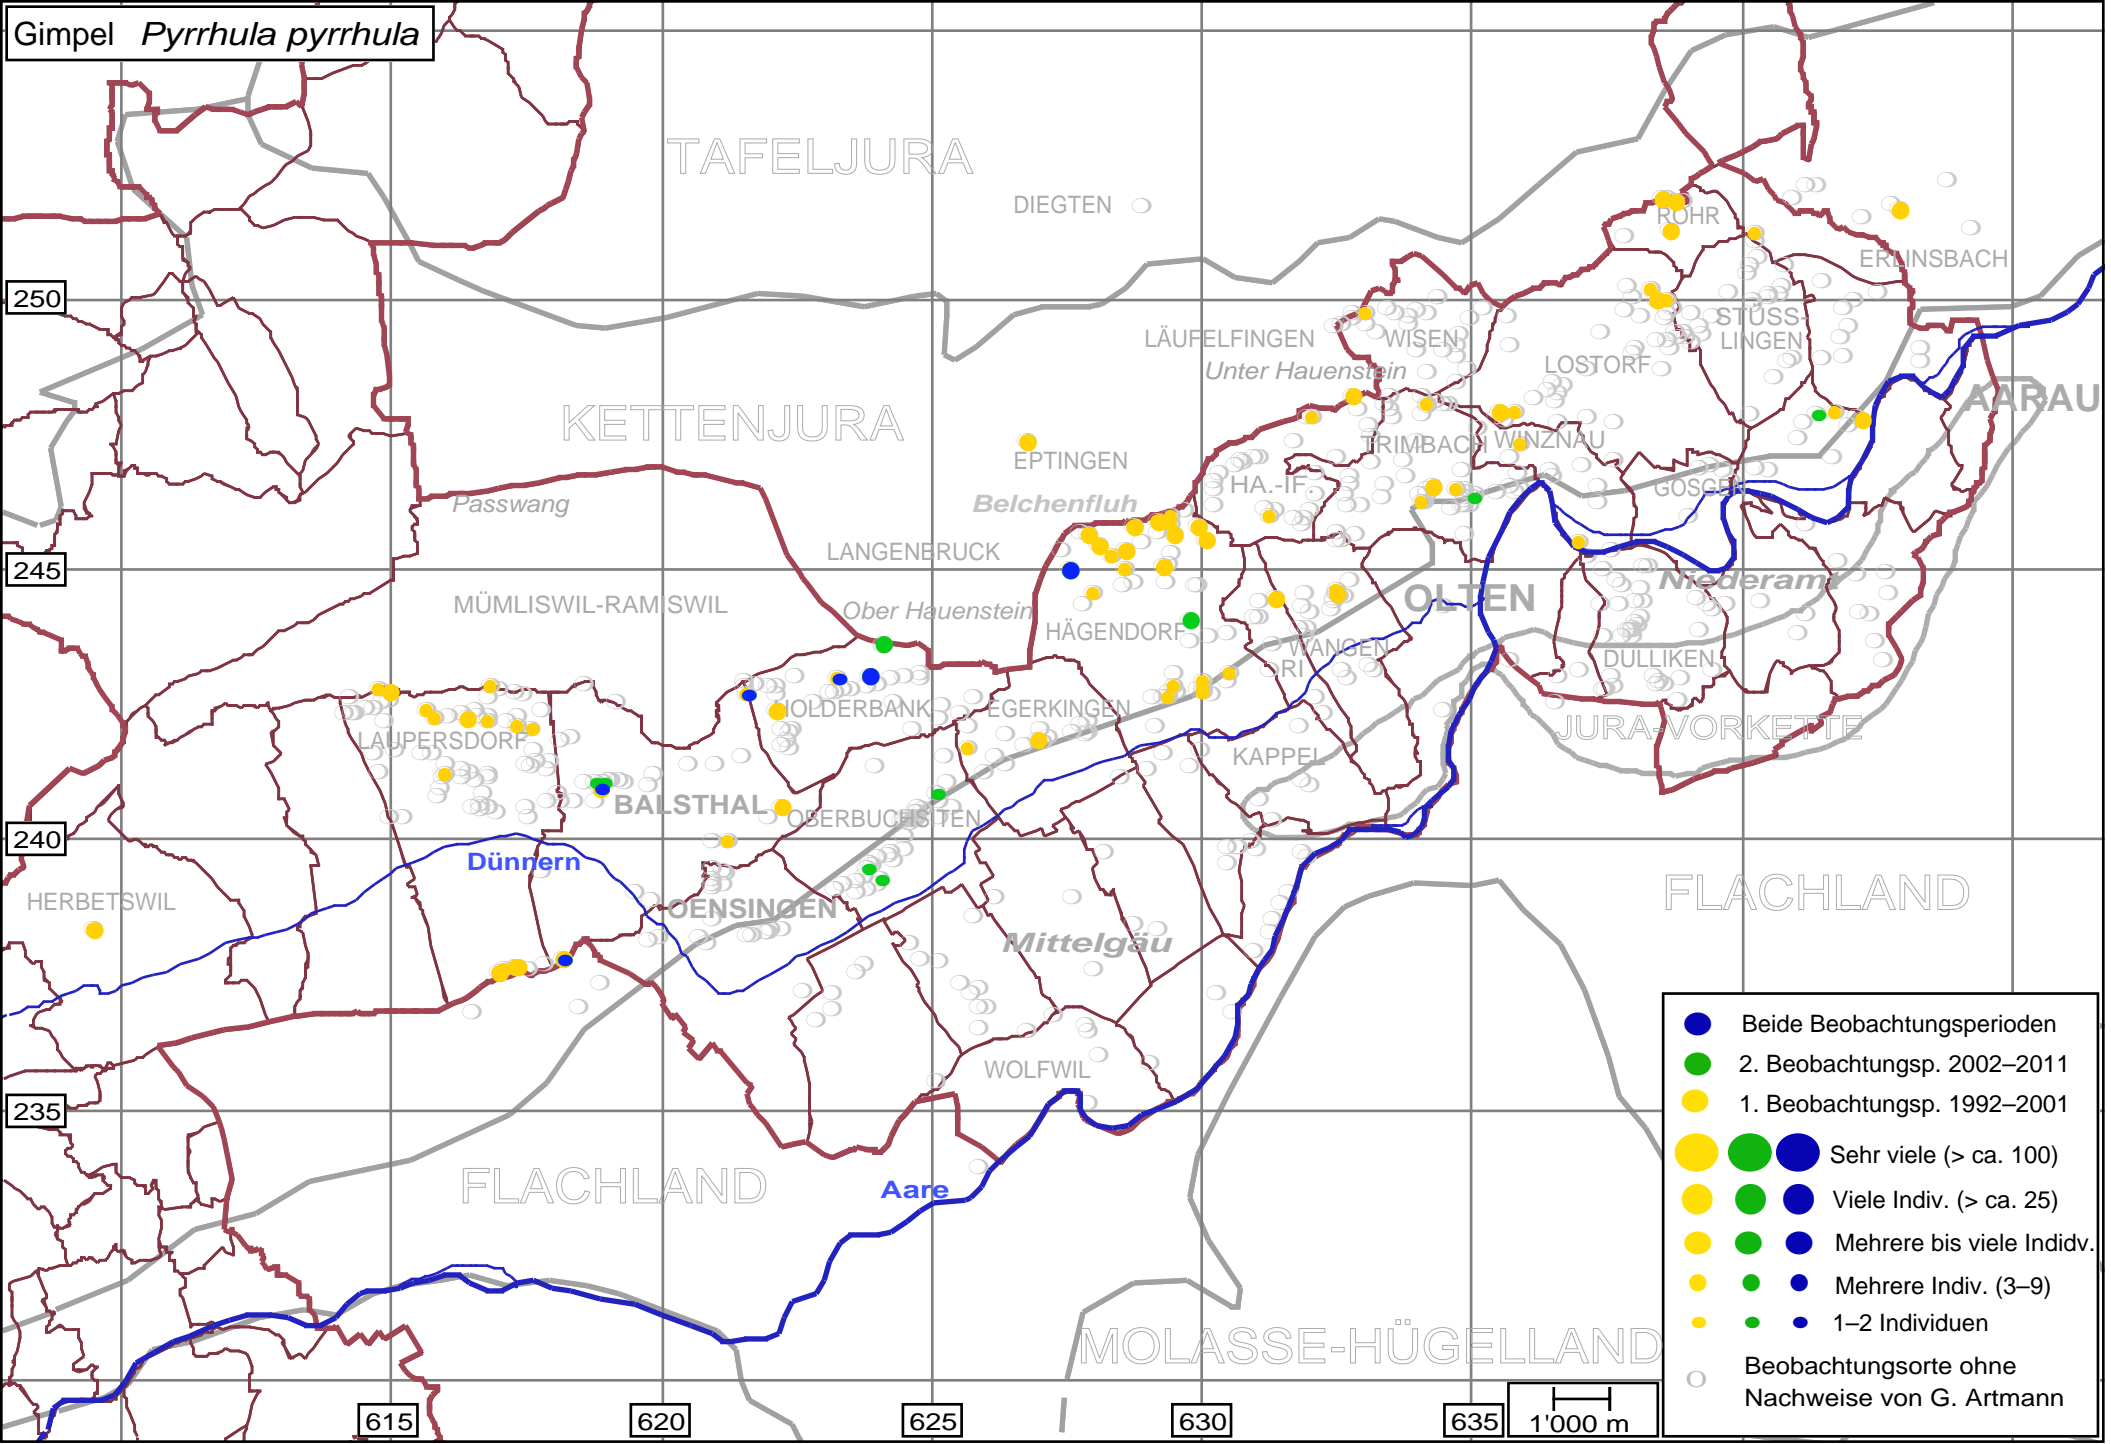 Gimpel Pyrrhula pyrrhula
TAFELJURA
DIEGTEN
ROHR
ERLINSBACH
250
STÜSS-
LINGEN
LÄUFELFINGEN
WISEN
LOSTORF
Unter Hauenstein
AARAU
KETTENJURA
EPTINGEN
TRIMBACH
WINZNAU
HA.-IF.
GÖSGEN
Passwang
Belchenfluh
LANGENBRUCK
245
Niederamt
MÜMLISWIL-RAMISWIL
Ober Hauenstein
OLTEN
HÄGENDORF
WANGEN
RI
DULLIKEN
HOLDERBANK
EGERKINGEN
JURA-VORKETTE
LAUPERSDORF
KAPPEL
BALSTHAL
OBERBUCHSITEN
240
Dünnern
HERBETSWIL
OENSINGEN
FLACHLAND
Mittelgäu
WOLFWIL
235
FLACHLAND
Aare
MOLASSE-HÜGELLAND
Beide Beobachtungsperioden
2. Beobachtungsp. 2002–2011
1. Beobachtungsp. 1992–2001
Sehr viele (> ca. 100)
Viele Indiv. (> ca. 25)
Mehrere bis viele Indidv.
Mehrere Indiv. (3–9)
1–2 Individuen
Beobachtungsorte ohne
Nachweise von G. Artmann
615
620
625
630
635
1'000 m